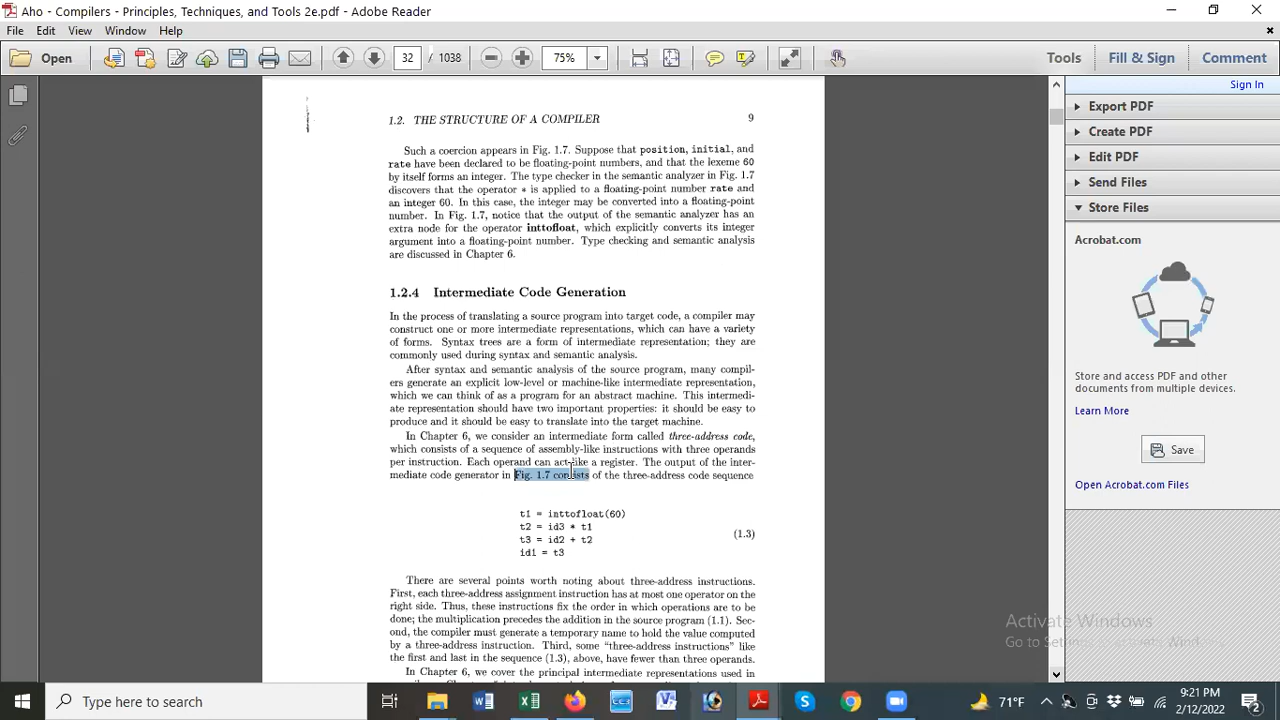 Aho - Compilers - Principles, Techniques, and Tools 2e.pdf - Adobe Reader
File Edit View Window Help
Open 32 / 1038 75% Tools Fill & Sign Comment
Sign In
Export PDF
Create PDF
Edit PDF
Send Files
Store Files
Acrobat.com
Store and access PDF and other
documents from multiple devices.
Learn More
Save
Open Acrobat.com Files
1.2. THE STRUCTURE OF A COMPILER 9
Such a coercion appears in Fig. 1.7. Suppose that position, initial, and
rate have been declared to be floating-point numbers, and that the lexeme 60
by itself forms an integer. The type checker in the semantic analyzer in Fig. 1.7
discovers that the operator * is applied to a floating-point number rate and
an integer 60. In this case, the integer may be converted into a floating-point
number. In Fig. 1.7, notice that the output of the semantic analyzer has an
extra node for the operator inttofloat, which explicitly converts its integer
argument into a floating-point number. Type checking and semantic analysis
are discussed in Chapter 6.
1.2.4 Intermediate Code Generation
In the process of translating a source program into target code, a compiler may
construct one or more intermediate representations, which can have a variety
of forms. Syntax trees are a form of intermediate representation; they are
commonly used during syntax and semantic analysis.
After syntax and semantic analysis of the source program, many compil-
ers generate an explicit low-level or machine-like intermediate representation,
which we can think of as a program for an abstract machine. This intermedi-
ate representation should have two important properties: it should be easy to
produce and it should be easy to translate into the target machine.
In Chapter 6, we consider an intermediate form called three-address code,
which consists of a sequence of assembly-like instructions with three operands
per instruction. Each operand can act like a register. The output of the inter-
mediate code generator in Fig. 1.7 consists of the three-address code sequence
t1 = inttofloat(60)
t2 = id3 * t1
t3 = id2 + t2
id1 = t3
(1.3)
There are several points worth noting about three-address instructions.
First, each three-address assignment instruction has at most one operator on the
right side. Thus, these instructions fix the order in which operations are to be
done; the multiplication precedes the addition in the source program (1.1). Sec-
ond, the compiler must generate a temporary name to hold the value computed
by a three-address instruction. Third, some "three-address instructions" like
the first and last in the sequence (1.3), above, have fewer than three operands.
In Chapter 6, we cover the principal intermediate representations used in
Activate Windows
Go to Settings to activate Windows.
Type here to search
71°F
9:21 PM
2/12/2022
2